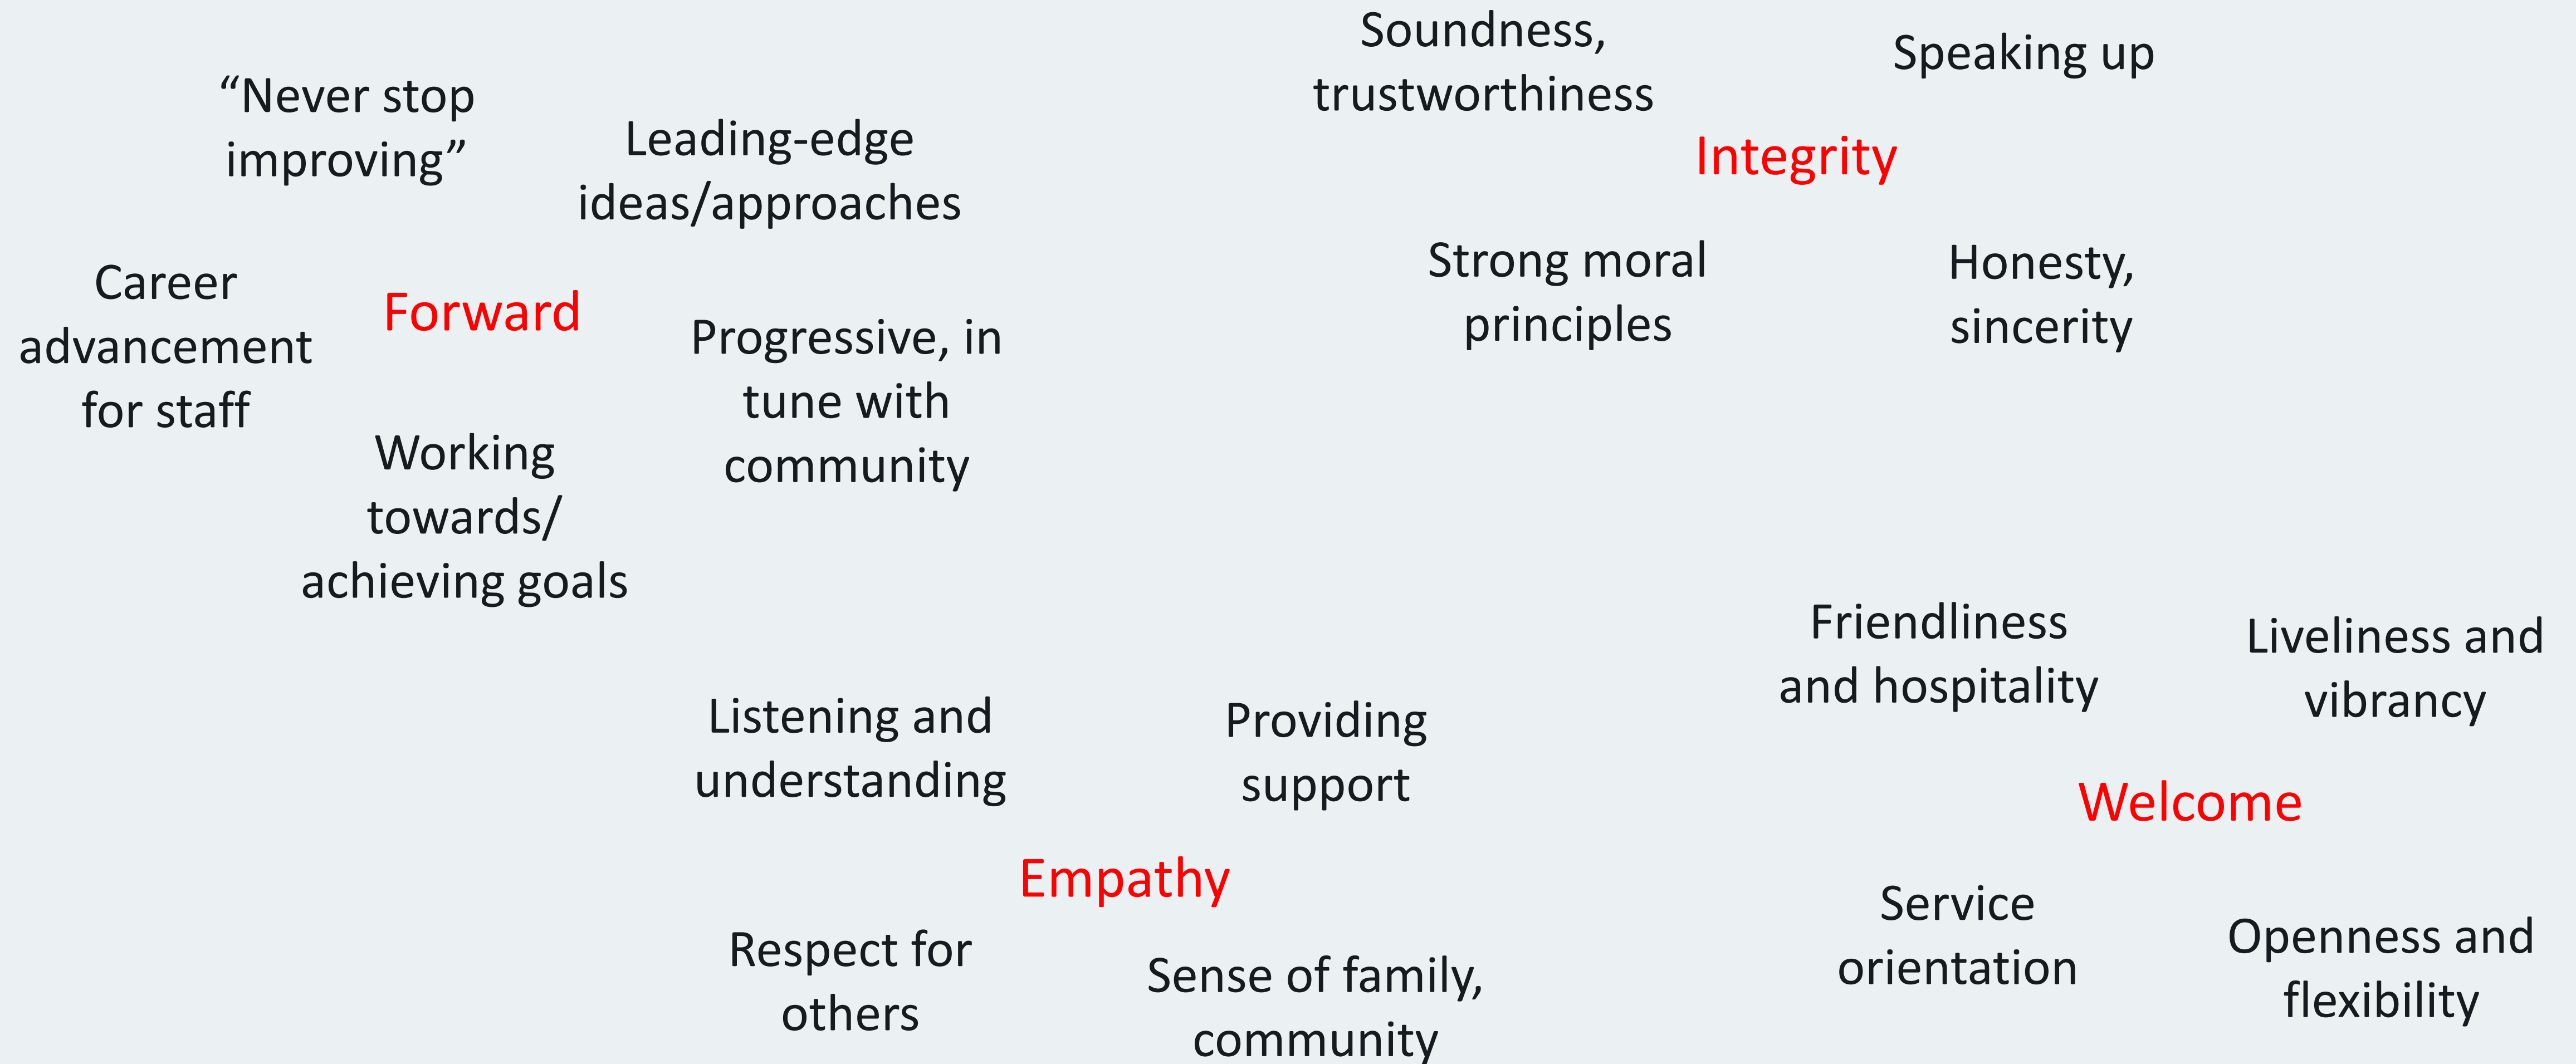 “Never stop
improving”
Leading-edge
ideas/approaches
Career
advancement
for staff
Forward
Progressive, in
tune with
community
Working
towards/
achieving goals
Soundness,
trustworthiness
Speaking up
Integrity
Strong moral
principles
Honesty,
sincerity
Listening and
understanding
Providing
support
Empathy
Respect for
others
Sense of family,
community
Friendliness
and hospitality
Liveliness and
vibrancy
Welcome
Service
orientation
Openness and
flexibility